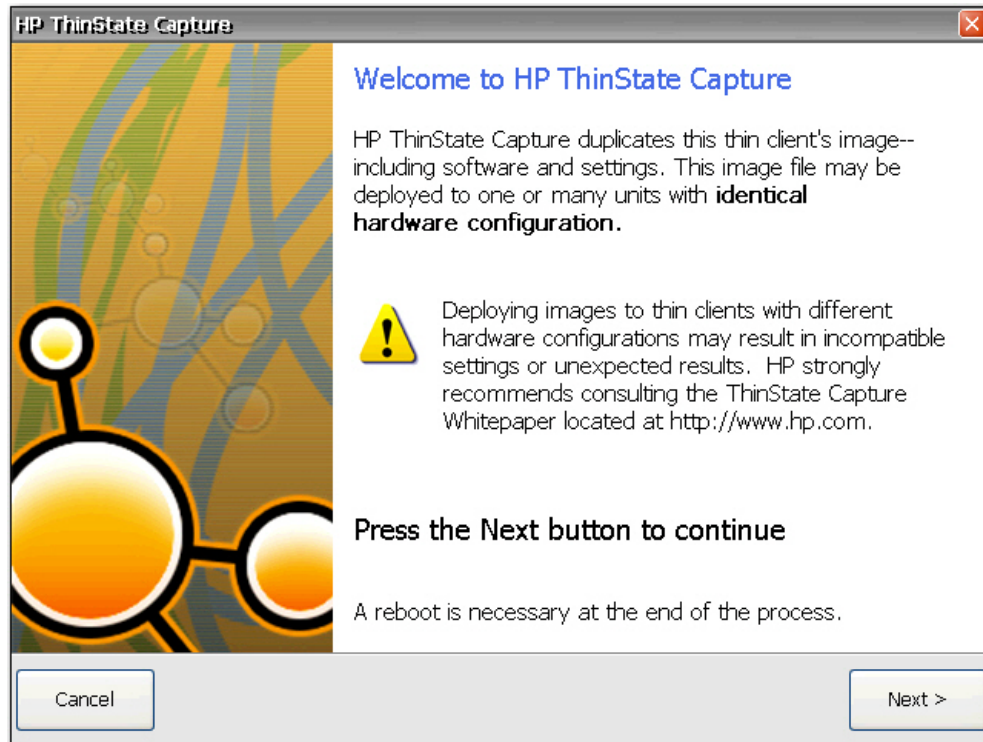 HP ThinState Capture
Welcome to HP ThinState Capture
HP ThinState Capture duplicates this thin client's image--
including software and settings. This image file may be
deployed to one or many units with identical
hardware configuration.
Deploying images to thin clients with different
hardware configurations may result in incompatible
settings or unexpected results. HP strongly
recommends consulting the ThinState Capture
Whitepaper located at http://www.hp.com.
Press the Next button to continue
A reboot is necessary at the end of the process.
Cancel
Next >